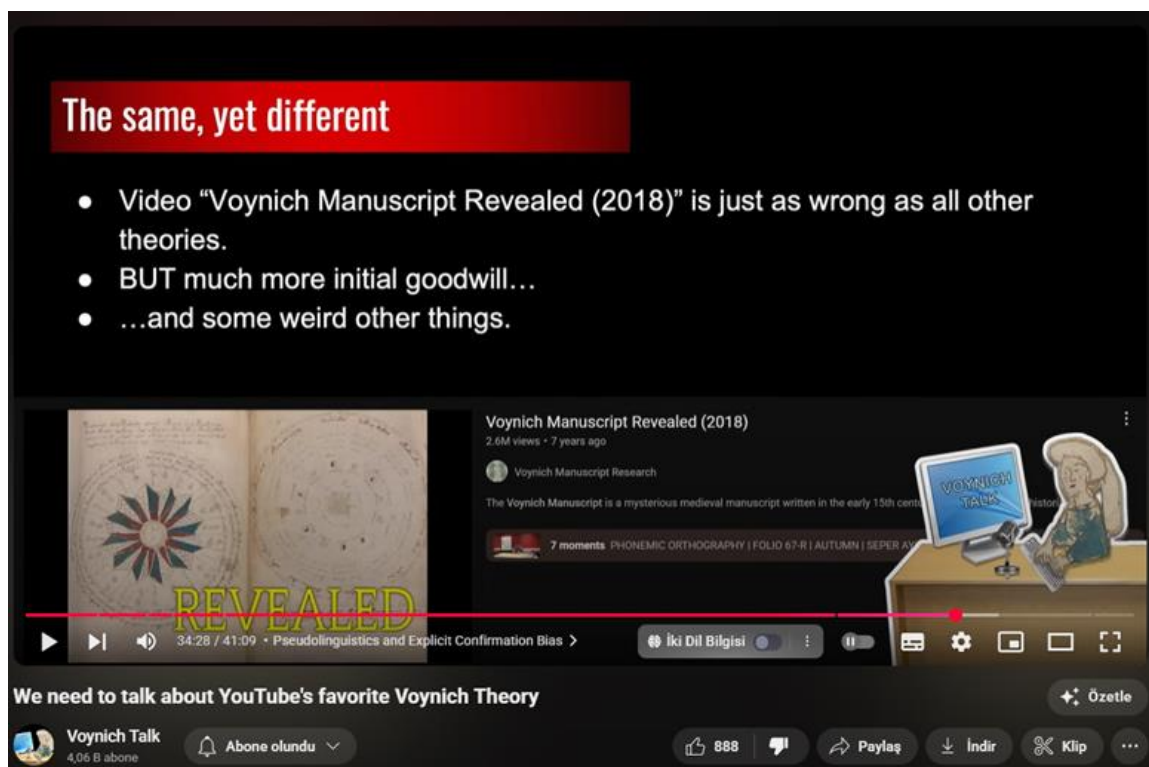 The same, yet different
● Video “Voynich Manuscript Revealed (2018)” is just as wrong as all other
theories.
● BUT much more initial goodwill…
● …and some weird other things.
Voynich Manuscript Revealed (2018)
2.6M views • 7 years ago
Voynich Manuscript Research
The Voynich Manuscript is a mysterious medieval manuscript written in the early 15th
7 moments PHONEMIC ORTHOGRAPHY | FOLIO 67-R | AUTUMN | SEPER
VOYNICH
TALK
REVEALED
34:28 / 41:09 • Pseudolinguistics and Explicit Confirmation Bias
İki Dil Bilgisi
We need to talk about YouTube's favorite Voynich Theory
Özetle
Voynich Talk
4,06 B abone
Abone olundu
888
Paylaş
İndir
Klip